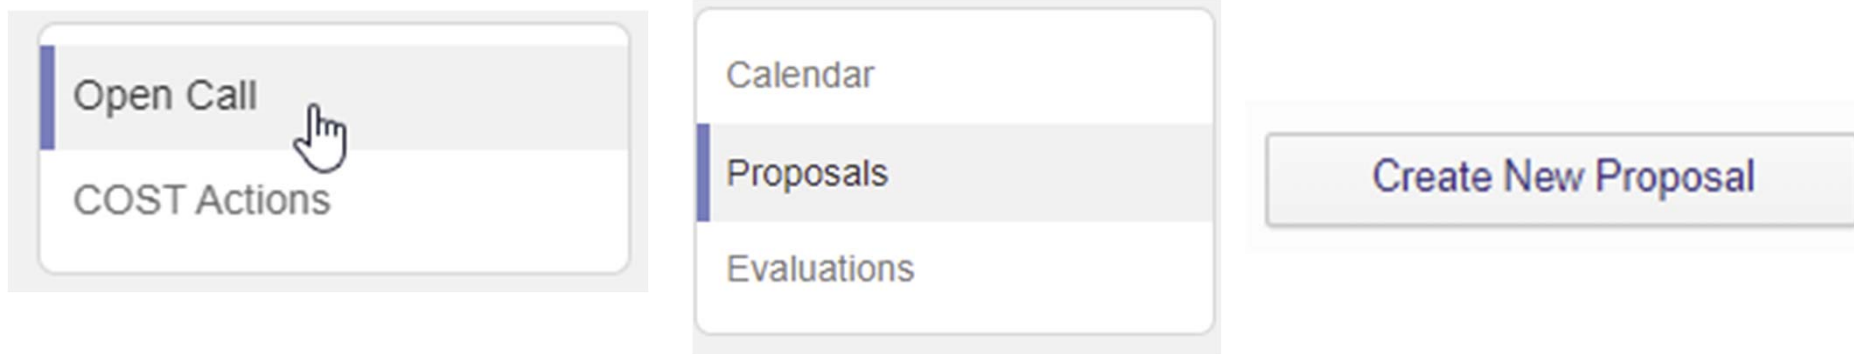 Open Call
COST Actions
Calendar
Proposals
Evaluations
Create New Proposal